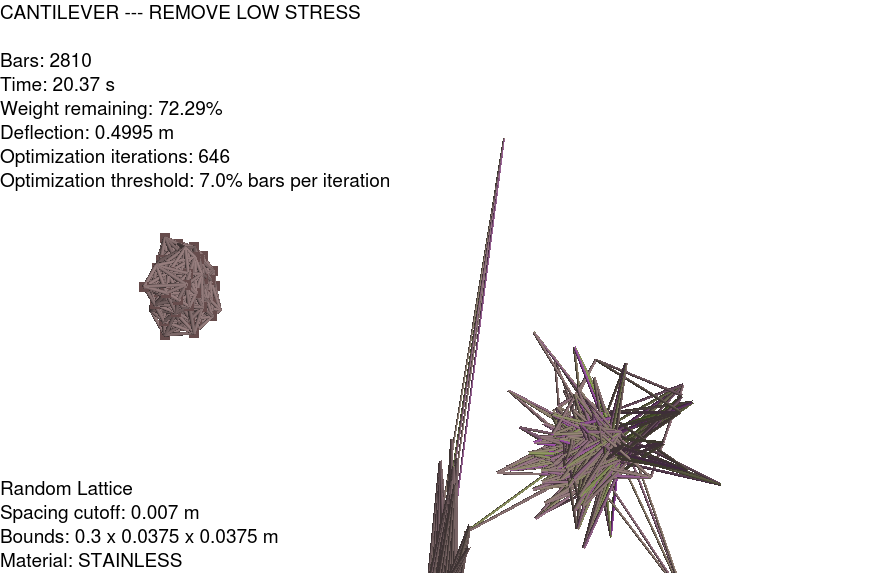 CANTILEVER --- REMOVE LOW STRESS
Bars: 2810
Time: 20.37 s
Weight remaining: 72.29%
Deflection: 0.4995 m
Optimization iterations: 646
Optimization threshold: 7.0% bars per iteration
Random Lattice
Spacing cutoff: 0.007 m
Bounds: 0.3 x 0.0375 x 0.0375 m
Material: STAINLESS